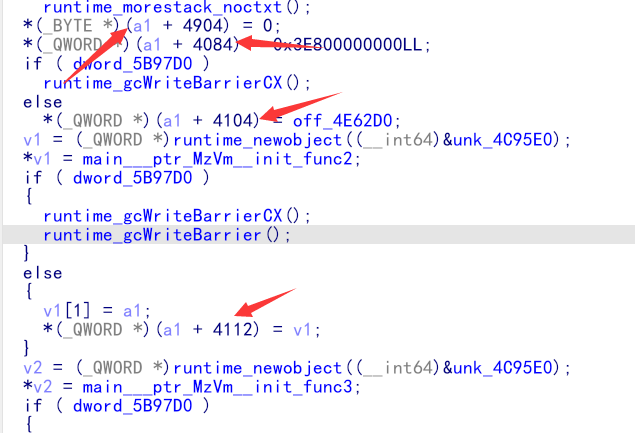 runtime_morestack_noctxt();
*(_BYTE *)(a1 + 4904) = 0;
*(_QWORD *)(a1 + 4084) = 0x3E800000000LL;
if ( dword_5B97D0 )
runtime_gcWriteBarrierCX();
else
*(_QWORD *)(a1 + 4104) = off_4E62D0;
v1 = (_QWORD *)runtime_newobject((__int64)&unk_4C95E0);
*v1 = main___ptr_MzVm__init_func2;
if ( dword_5B97D0 )
{
runtime_gcWriteBarrierCX();
runtime_gcWriteBarrier();
}
else
{
v1[1] = a1;
*(_QWORD *)(a1 + 4112) = v1;
}
v2 = (_QWORD *)runtime_newobject((__int64)&unk_4C95E0);
*v2 = main___ptr_MzVm__init_func3;
if ( dword_5B97D0 )
{